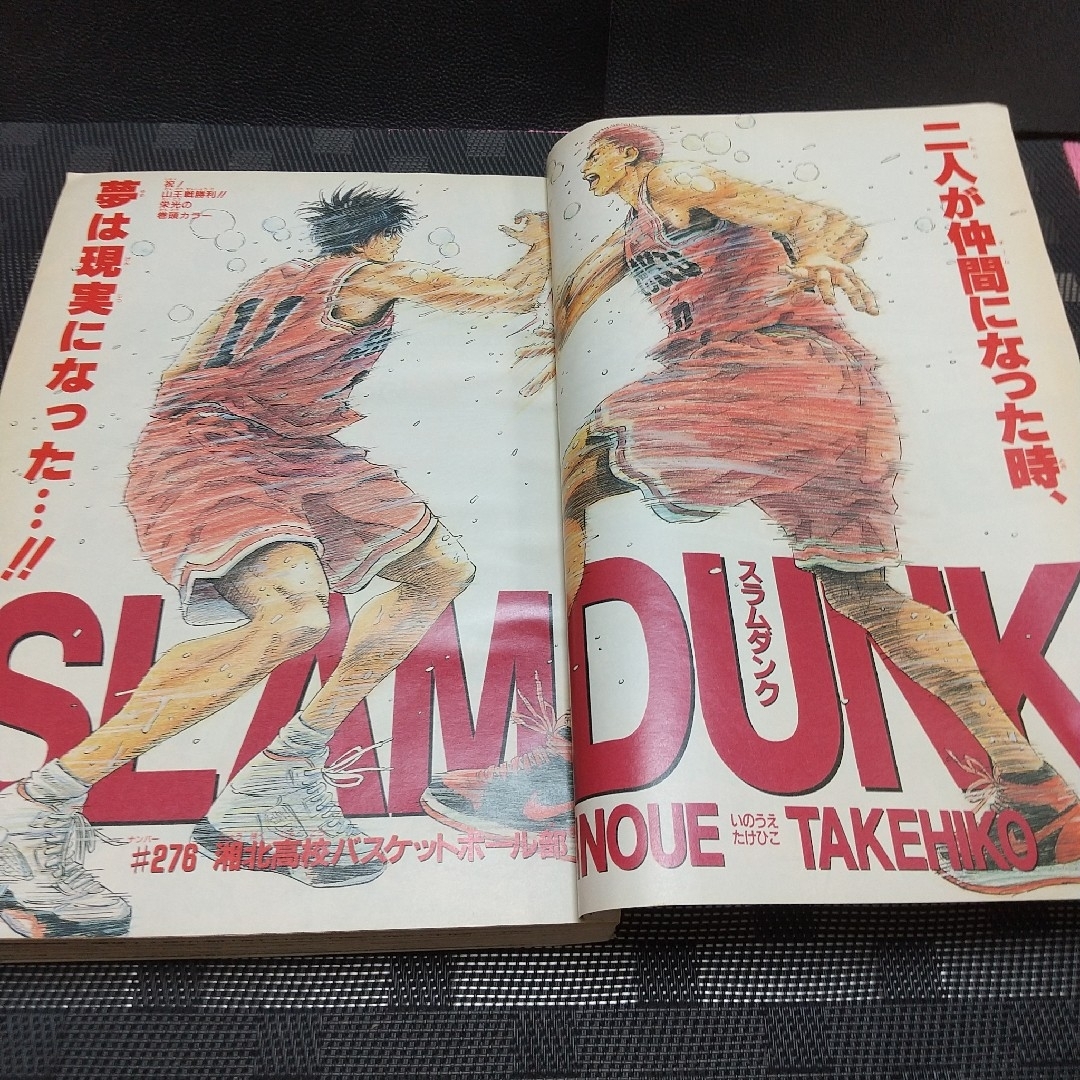 二人が仲間になった時、
夢は現実になった…!!
祝!
山王戦勝利!!
栄光の
巻頭カラー
SLAM DUNK
スラムダンク
INOUE いのうえ たけひこ TAKEHIKO
#276 湘北高校バスケットボール部
ナンバー
11